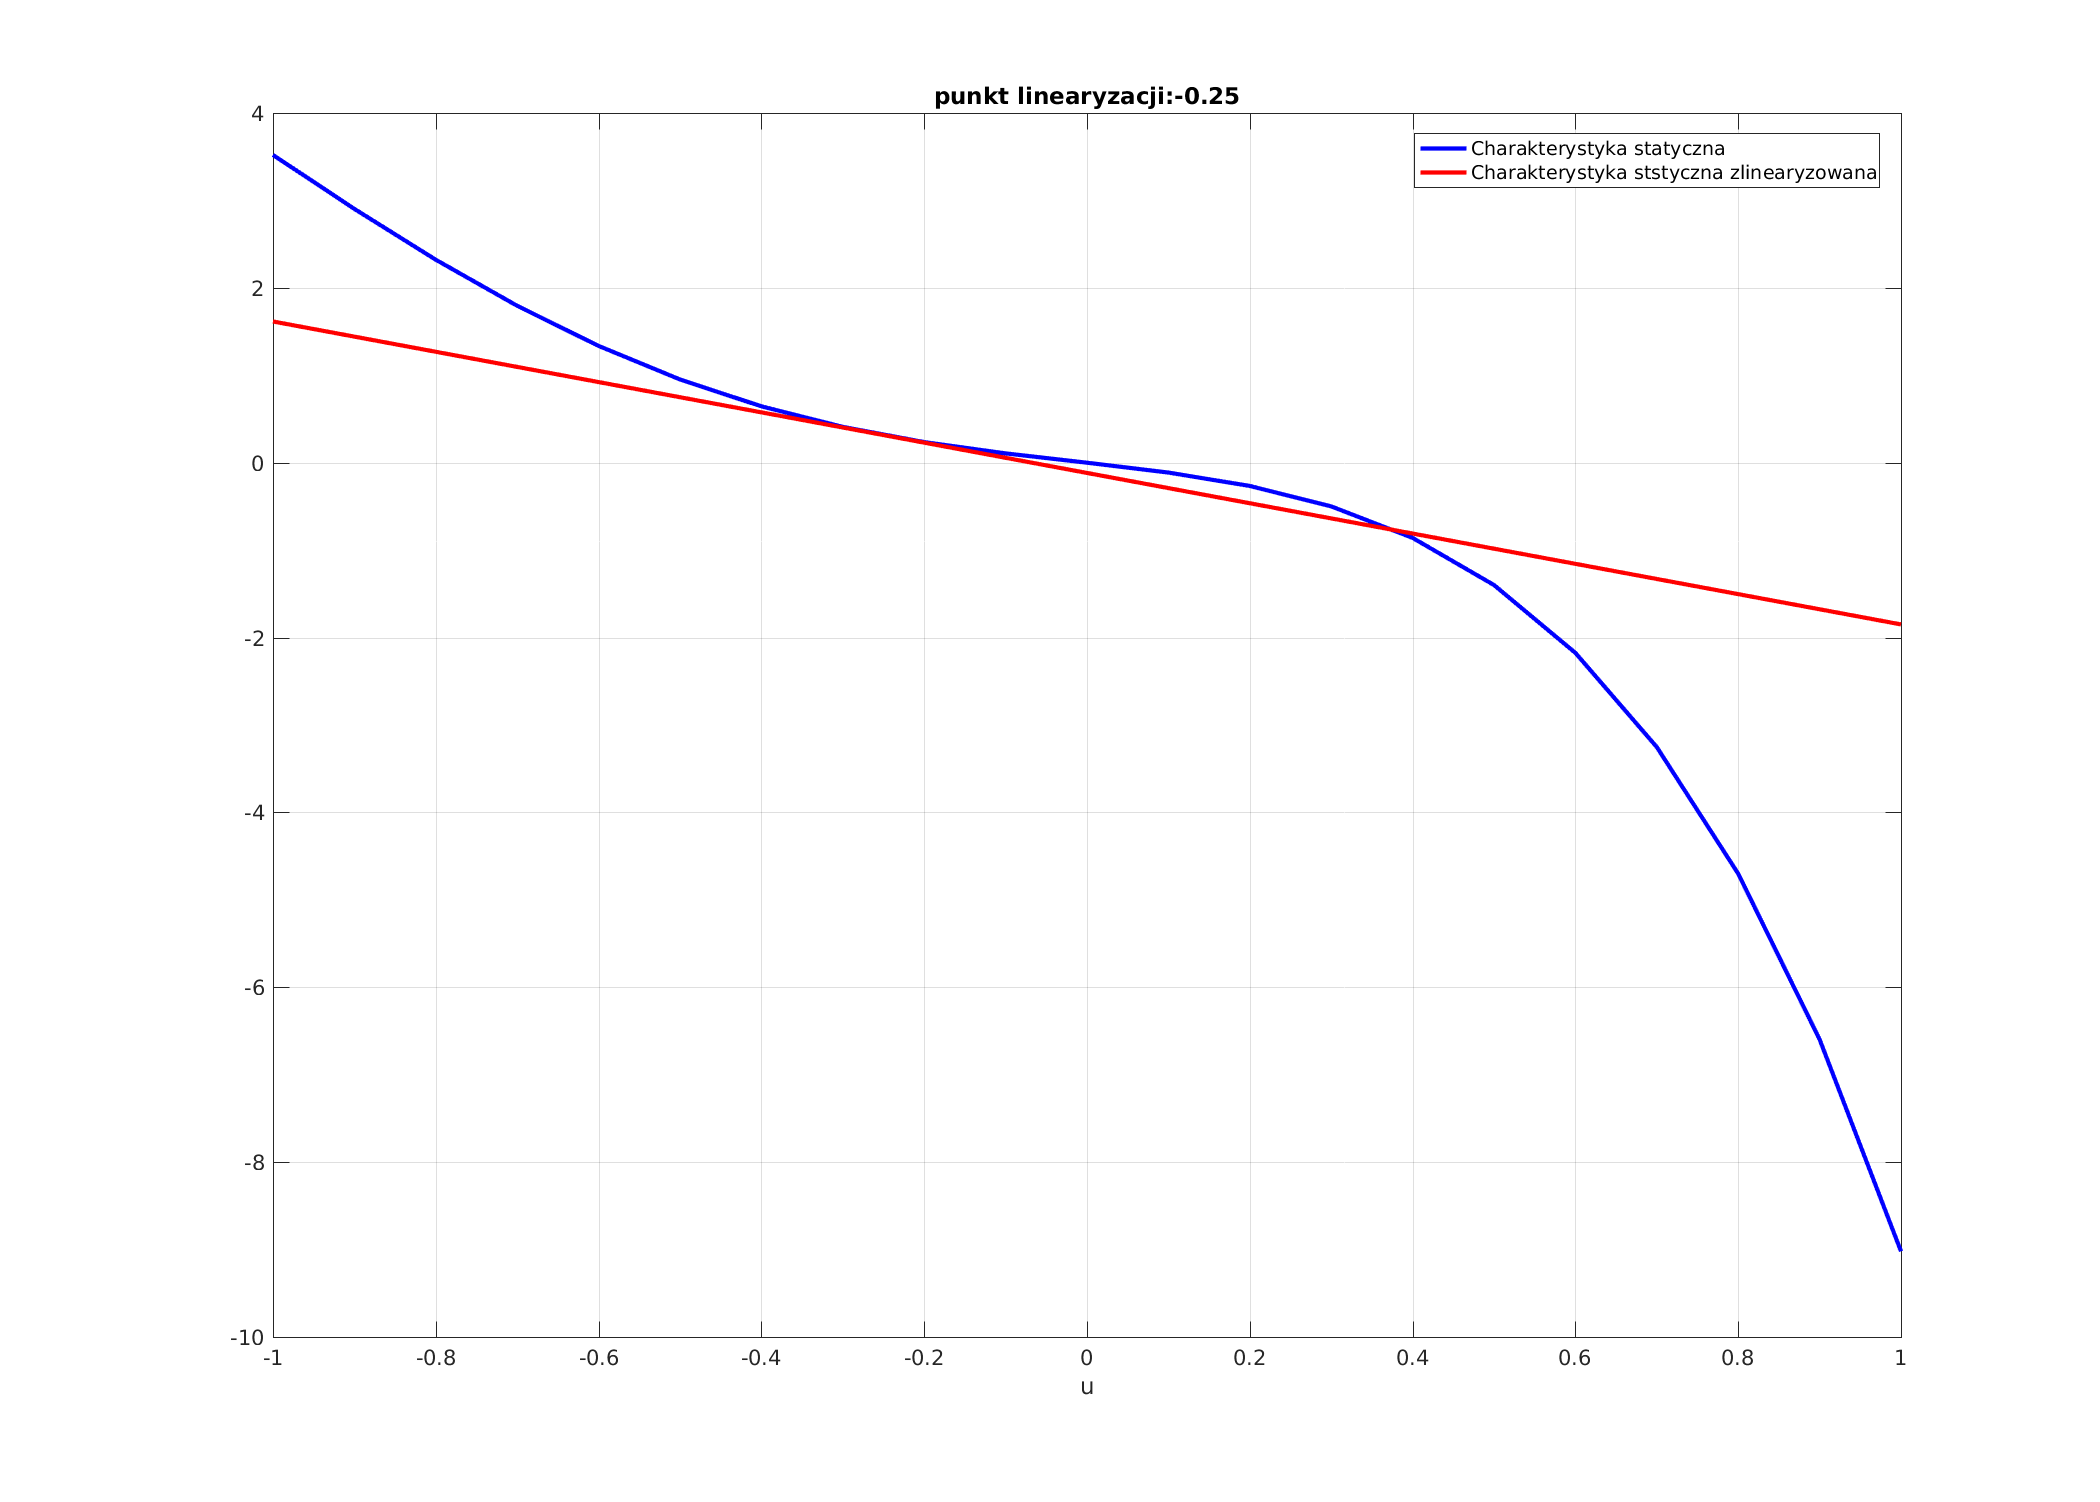 punkt linearyzacji:-0.25
4
Charakterystyka statyczna
Charakterystyka ststyczna zlinearyzowana
2
0
-2
-4
-6
-8
-10
-1 -0.8 -0.6 -0.4 -0.2 0 0.2 0.4 0.6 0.8 1
u